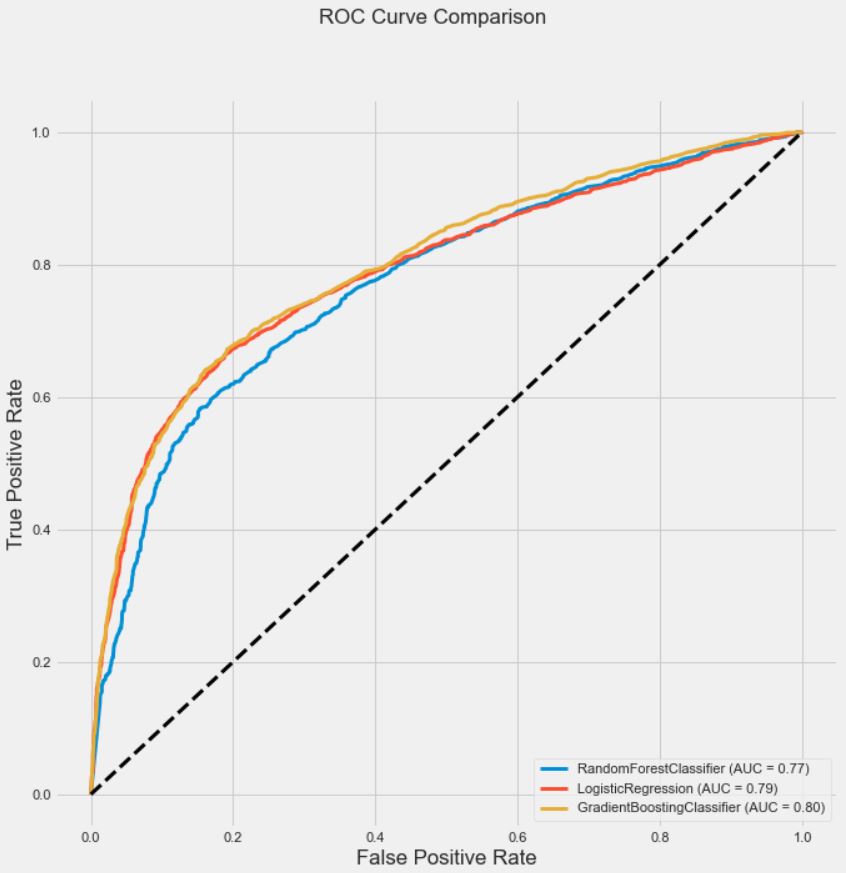 ROC Curve Comparison
1.0
0.8
0.6
0.4
0.2
0.0
True Positive Rate
RandomForestClassifier (AUC = 0.77)
LogisticRegression (AUC = 0.79)
GradientBoostingClassifier (AUC = 0.80)
0.0 0.2 0.4 0.6 0.8 1.0
False Positive Rate